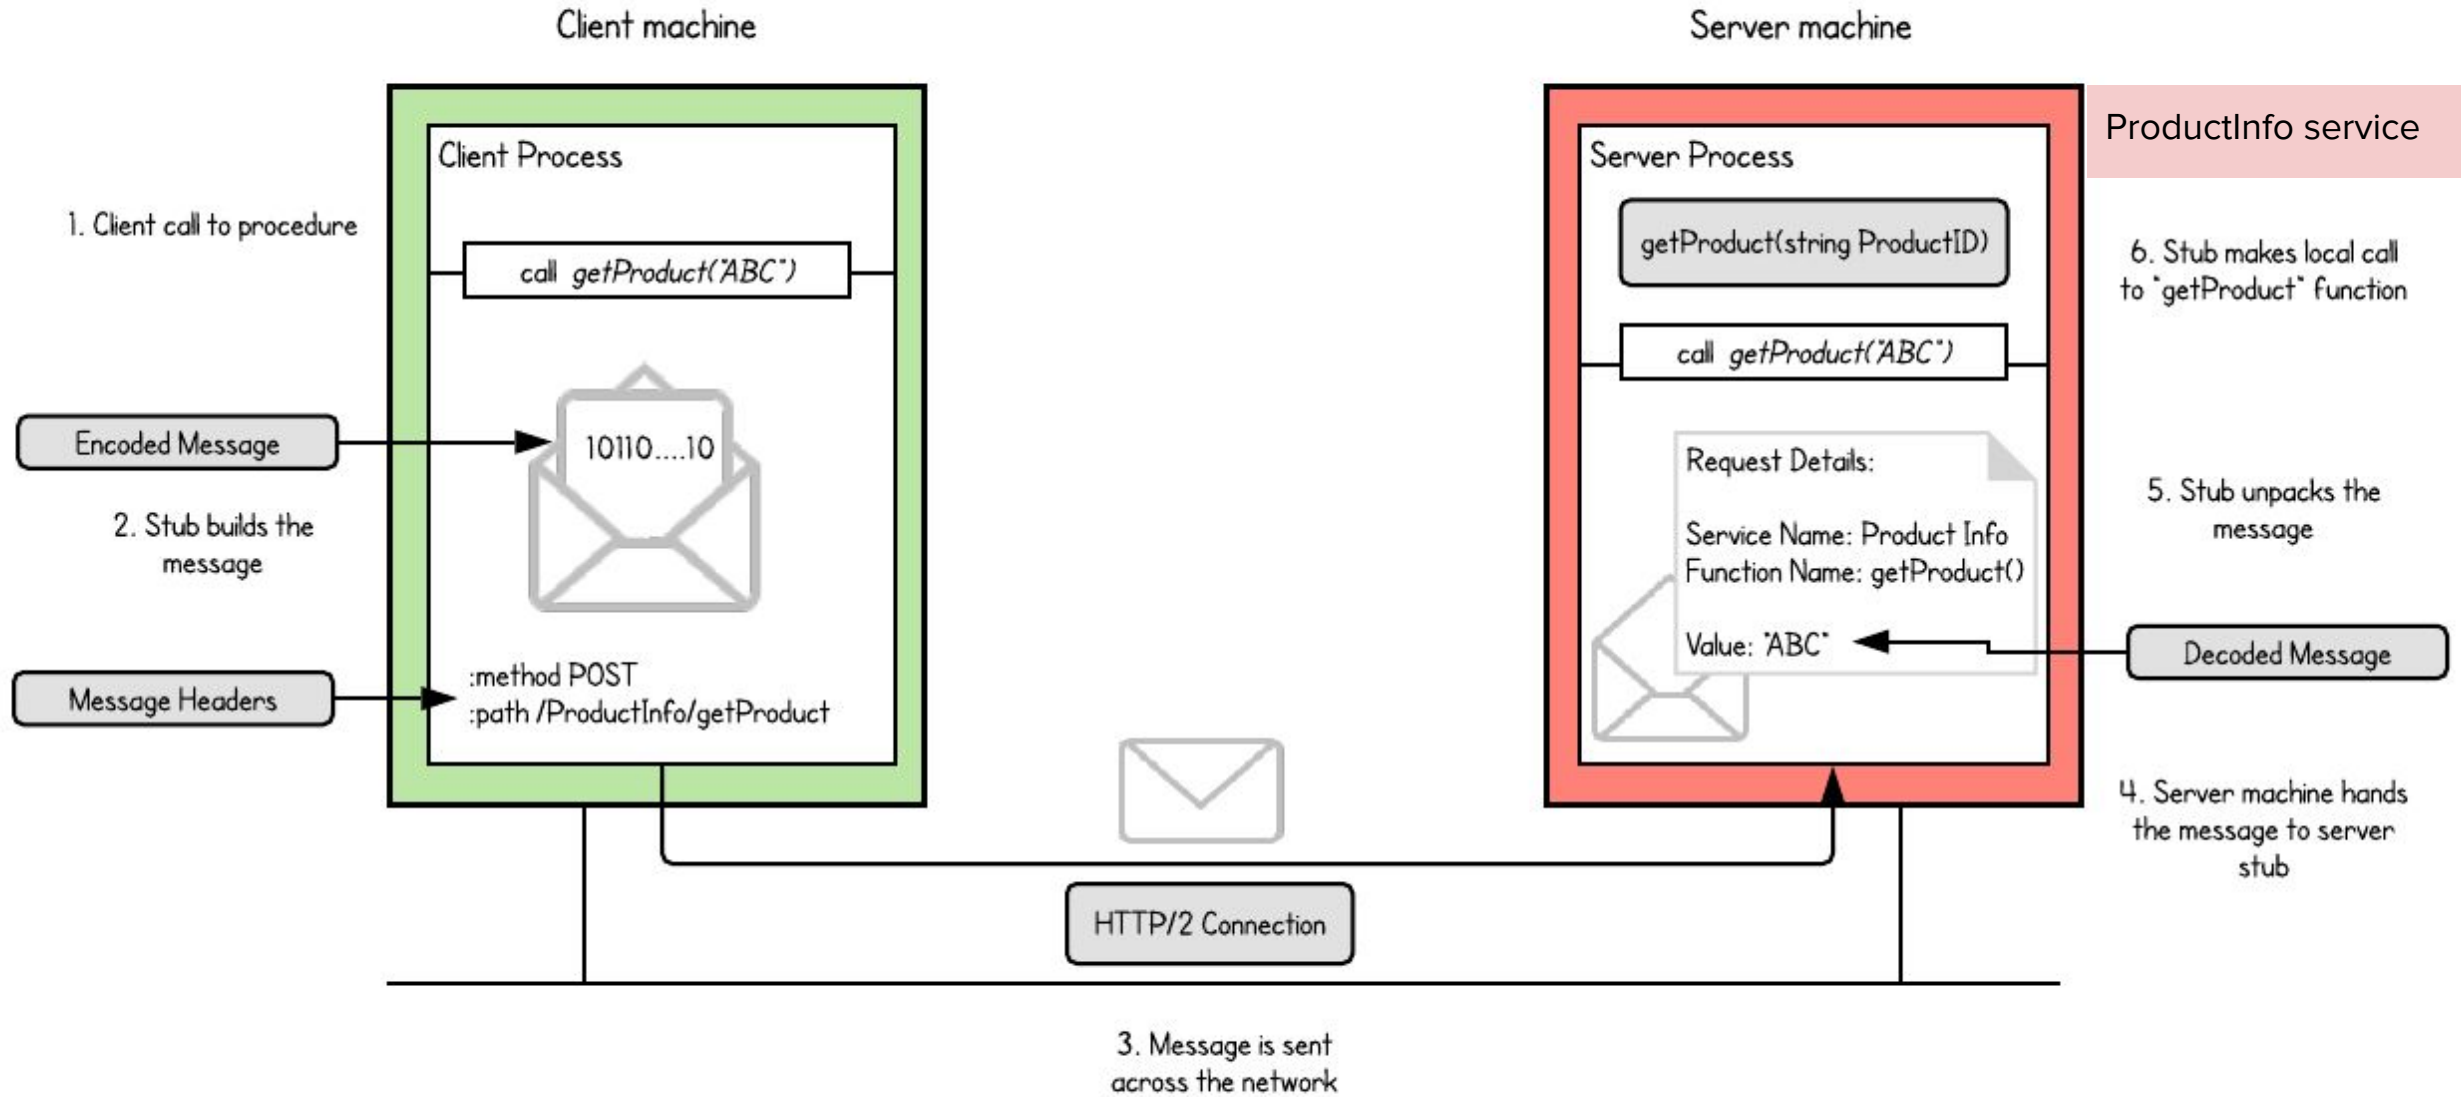 Client machine
Server machine
ProductInfo service
Client Process
1. Client call to procedure
call getProduct("ABC")
Encoded Message
10110....10
2. Stub builds the
message
Message Headers
:method POST
:path /ProductInfo/getProduct
HTTP/2 Connection
3. Message is sent
across the network
Server Process
getProduct(string ProductID)
6. Stub makes local call
to "getProduct" function
call getProduct("ABC")
Request Details:
Service Name: Product Info
Function Name: getProduct()
Value: "ABC"
5. Stub unpacks the
message
Decoded Message
4. Server machine hands
the message to server
stub